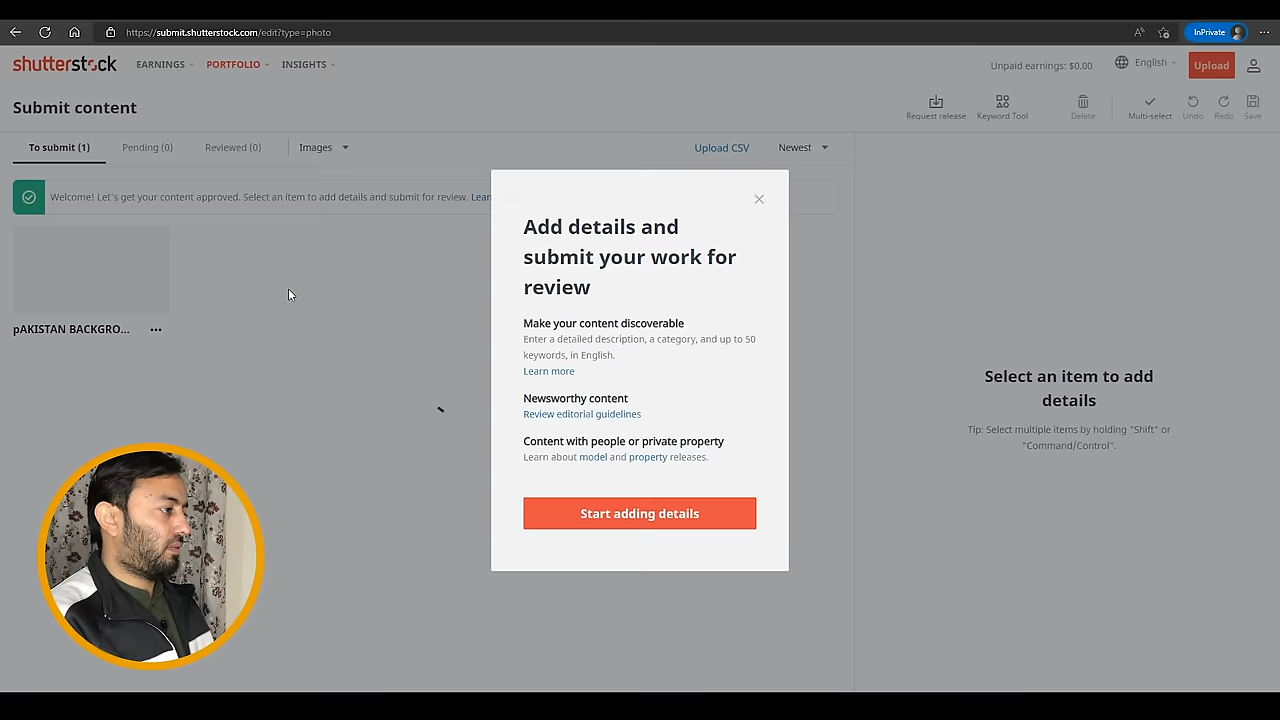 https://submit.shutterstock.com/edit?type=photo
InPrivate
shutterstock EARNINGS PORTFOLIO INSIGHTS
Unpaid earnings: $0.00 English Upload
Submit content
Request release Keyword Tool Delete Multi-select Undo Redo Save
To submit (1) Pending (0) Reviewed (0) Images Upload CSV Newest
Welcome! Let's get your content approved. Select an item to add details and submit for review. Lear
pAKISTAN BACKGRO... •••
Add details and
submit your work for
review
Make your content discoverable
Enter a detailed description, a category, and up to 50
keywords, in English.
Learn more
Newsworthy content
Review editorial guidelines
Content with people or private property
Learn about model and property releases.
Start adding details
Select an item to add
details
Tip: Select multiple items by holding "Shift" or
"Command/Control".